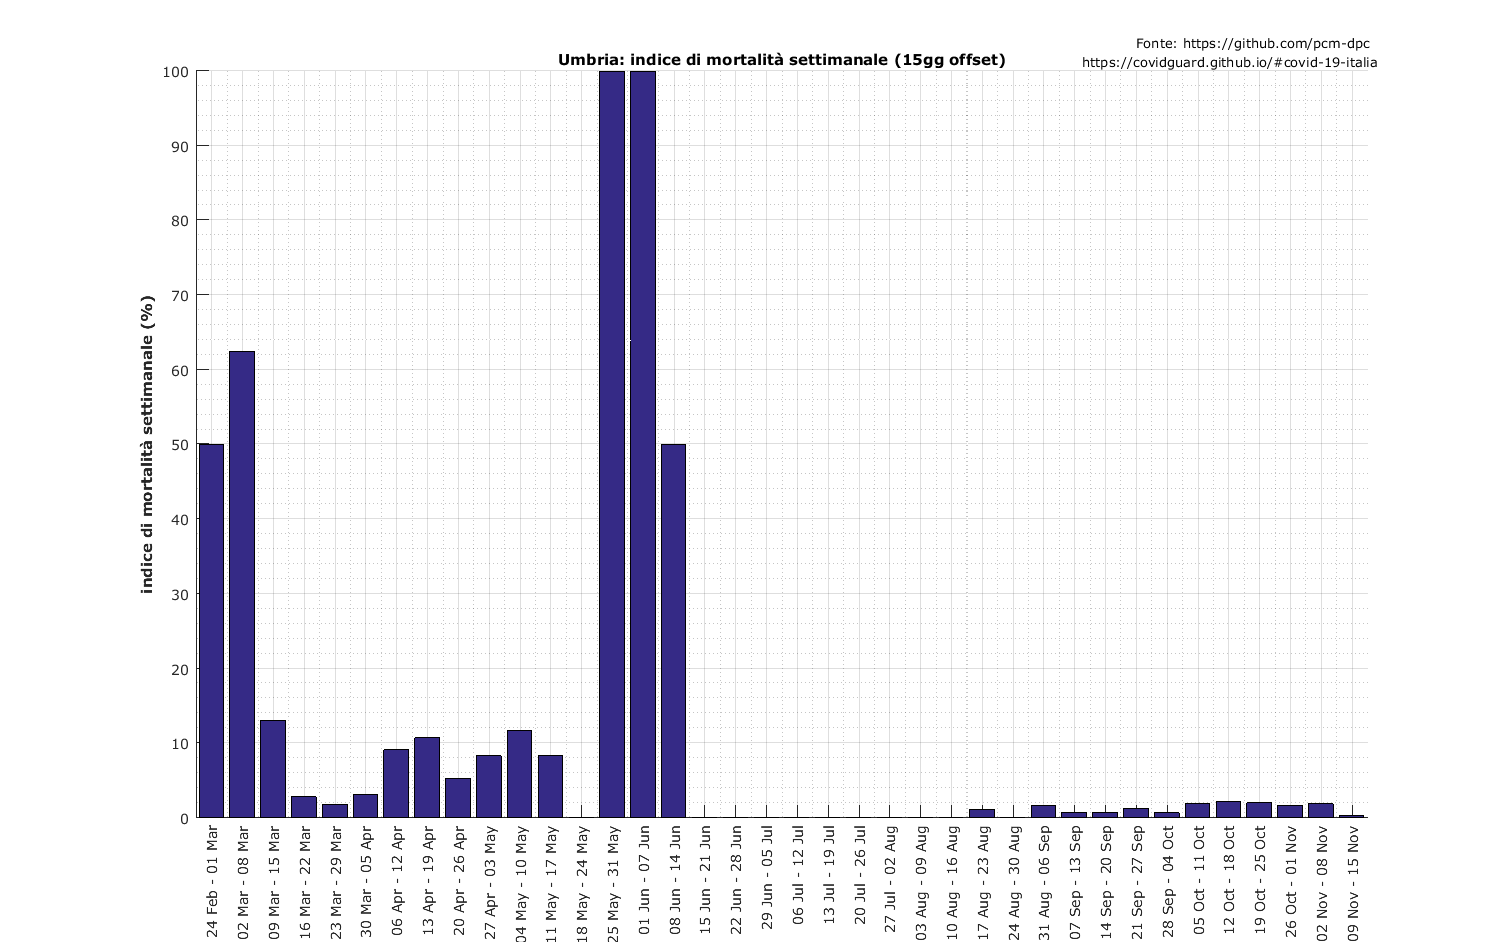 Fonte: https://github.com/pcm-dpc
https://covidguard.github.io/#covid-19-italia
Umbria: indice di mortalità settimanale (15gg offset)
indice di mortalità settimanale (%)
100
90
80
70
60
50
40
30
20
10
0
24 Feb - 01 Mar
02 Mar - 08 Mar
09 Mar - 15 Mar
16 Mar - 22 Mar
23 Mar - 29 Mar
30 Mar - 05 Apr
06 Apr - 12 Apr
13 Apr - 19 Apr
20 Apr - 26 Apr
27 Apr - 03 May
04 May - 10 May
11 May - 17 May
18 May - 24 May
25 May - 31 May
01 Jun - 07 Jun
08 Jun - 14 Jun
15 Jun - 21 Jun
22 Jun - 28 Jun
29 Jun - 05 Jul
06 Jul - 12 Jul
13 Jul - 19 Jul
20 Jul - 26 Jul
27 Jul - 02 Aug
03 Aug - 09 Aug
10 Aug - 16 Aug
17 Aug - 23 Aug
24 Aug - 30 Aug
31 Aug - 06 Sep
07 Sep - 13 Sep
14 Sep - 20 Sep
21 Sep - 27 Sep
28 Sep - 04 Oct
05 Oct - 11 Oct
12 Oct - 18 Oct
19 Oct - 25 Oct
26 Oct - 01 Nov
02 Nov - 08 Nov
09 Nov - 15 Nov